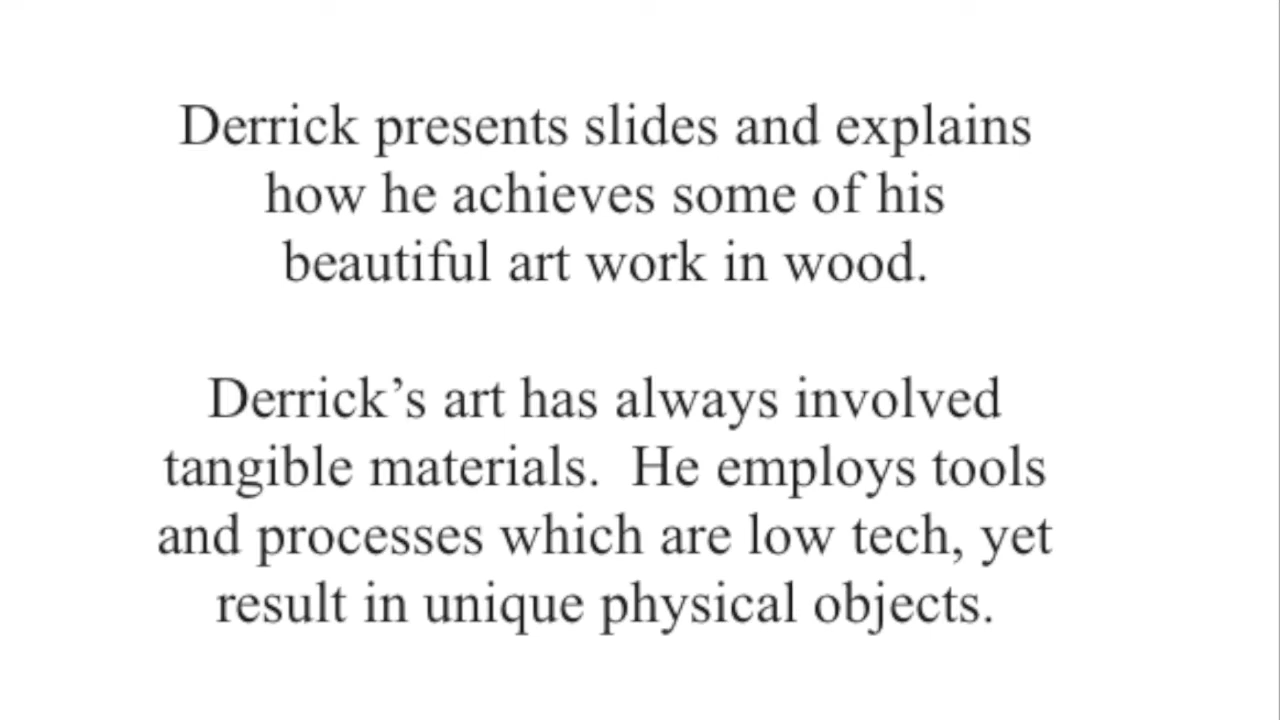 Derrick presents slides and explains
how he achieves some of his
beautiful art work in wood.
Derrick’s art has always involved
tangible materials.  He employs tools
and processes which are low tech, yet
result in unique physical objects.